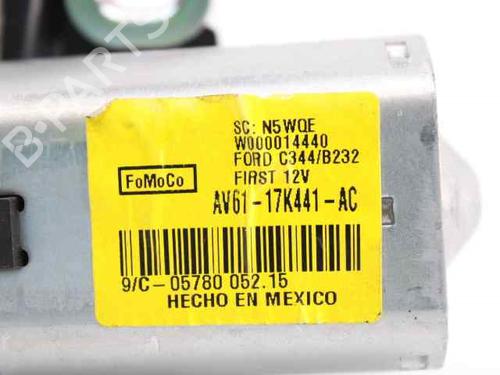 SC: N5WQE
W000014440
FORD C344/B232
FIRST 12V
FoMoCo
AV61-17K441-AC
9/C-05780 052.15
HECHO EN MEXICO
B-PARTS